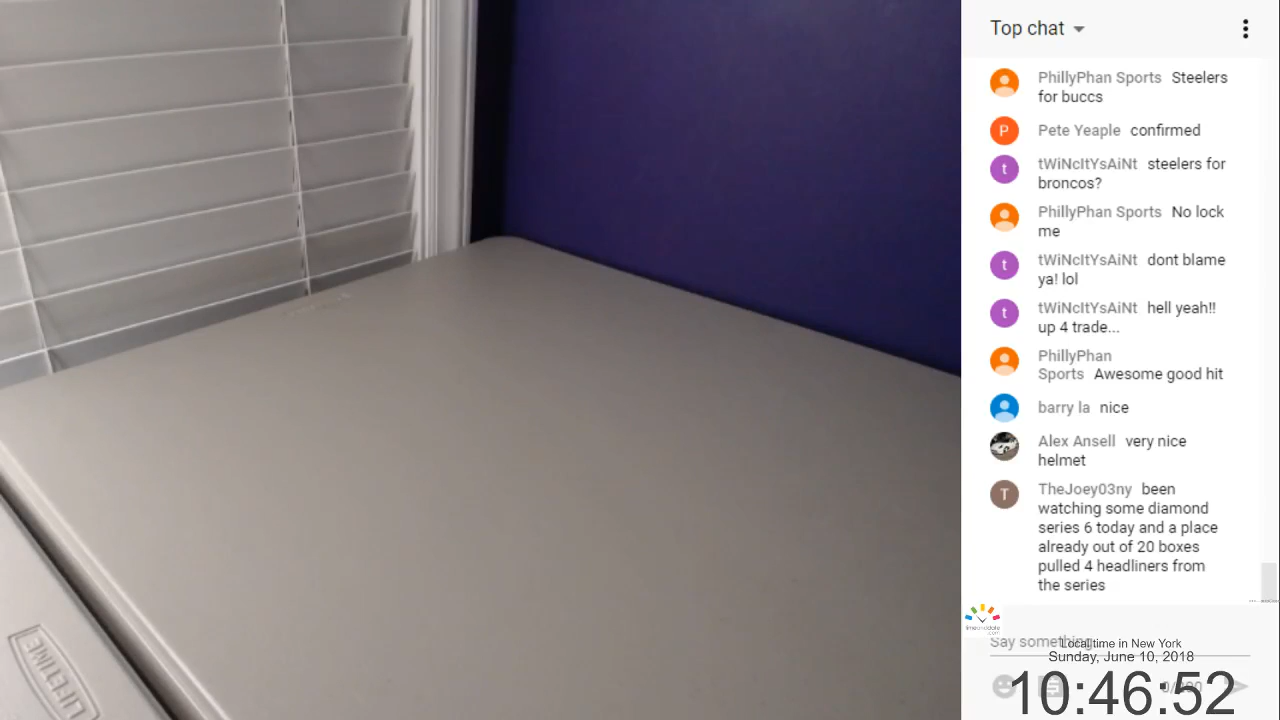 Top chat
PhillyPhan Sports Steelers
for buccs
P
Pete Yeaple confirmed
t
tWiNcItYsAiNt steelers for
broncos?
PhillyPhan Sports No lock
me
t
tWiNcItYsAiNt dont blame
ya! lol
t
tWiNcItYsAiNt hell yeah!!
up 4 trade...
PhillyPhan
Sports Awesome good hit
barry la nice
Alex Ansell very nice
helmet
T
TheJoey03ny been
watching some diamond
series 6 today and a place
already out of 20 boxes
pulled 4 headliners from
the series
Say something...
Local time in New York
Sunday, June 10, 2018
10:46:52
LIFETIME